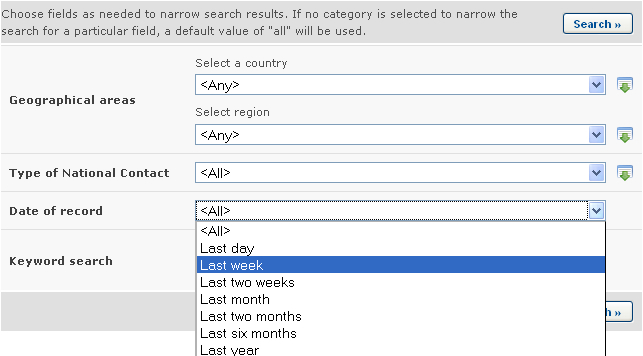 Choose fields as needed to narrow search results. If no category is selected to narrow the
search for a particular field, a default value of "all" will be used.
Search »
Geographical areas
Select a country
<Any>
Select region
<Any>
Type of National Contact
<All>
Date of record
<All>
<All>
Last day
Last week
Keyword search
Last two weeks
Last month
Last two months
Last six months
Last year
h »